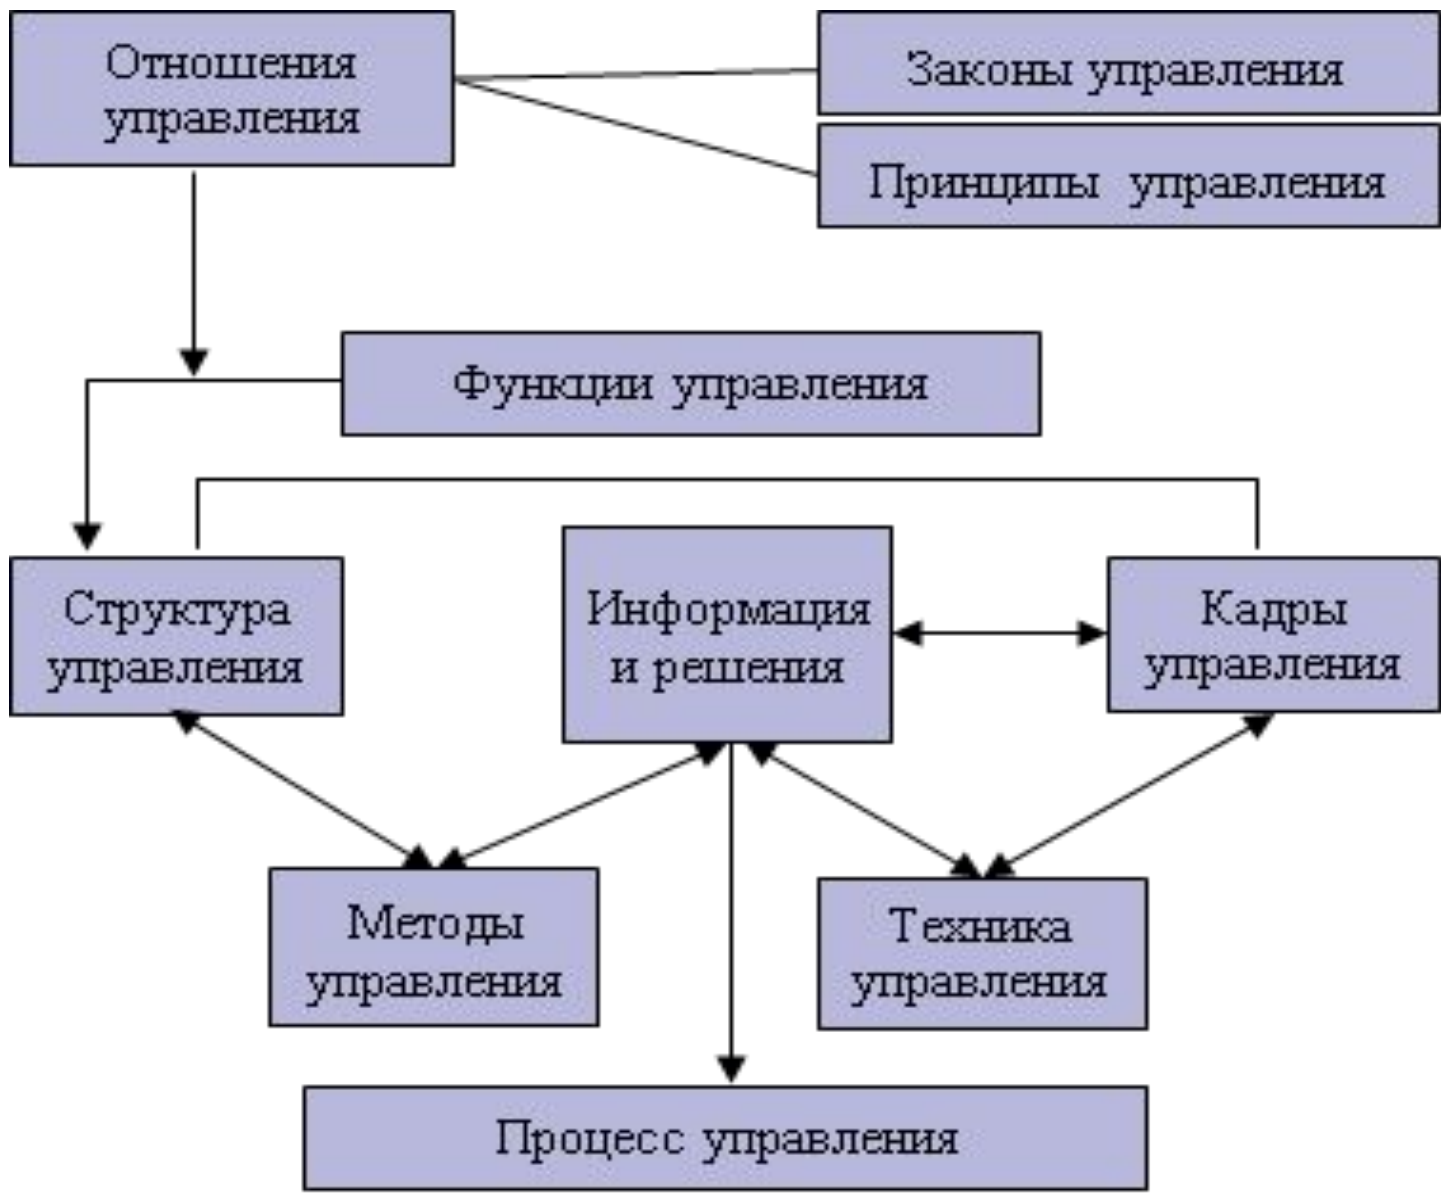 Отношения
управления
Законы управления
Принципы управления
Функции управления
Структура
управления
Информация
и решения
Кадры
управления
Методы
управления
Техника
управления
Процесс управления